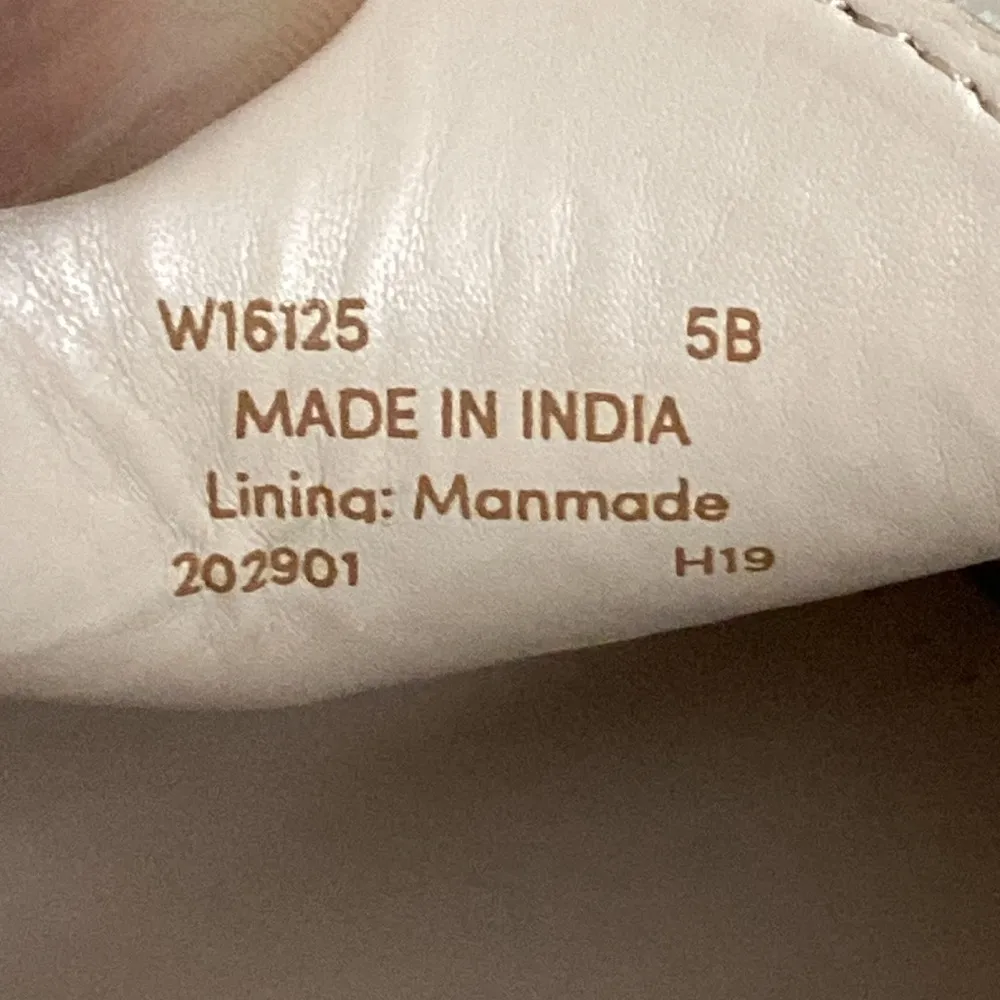 W16125 5B
MADE IN INDIA
Lining: Manmade
202901 H19